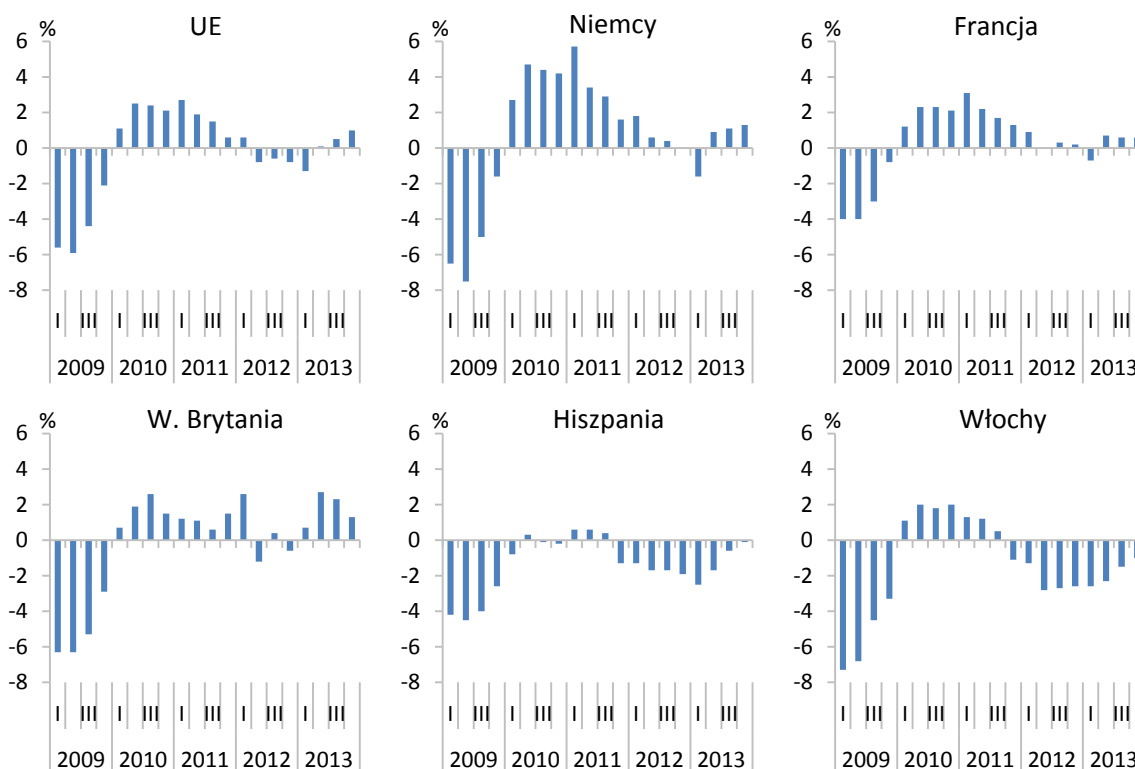 % UE
6
4
2
0
-2
-4
-6
-8
I III I III I III I III I III
2009 2010 2011 2012 2013
% Niemcy
6
4
2
0
-2
-4
-6
-8
I III I III I III I III I III
2009 2010 2011 2012 2013
% Francja
6
4
2
0
-2
-4
-6
-8
I III I III I III I III I III
2009 2010 2011 2012 2013
% W. Brytania
6
4
2
0
-2
-4
-6
-8
I III I III I III I III I III
2009 2010 2011 2012 2013
% Hiszpania
6
4
2
0
-2
-4
-6
-8
I III I III I III I III I III
2009 2010 2011 2012 2013
% Włochy
6
4
2
0
-2
-4
-6
-8
I III I III I III I III I III
2009 2010 2011 2012 2013